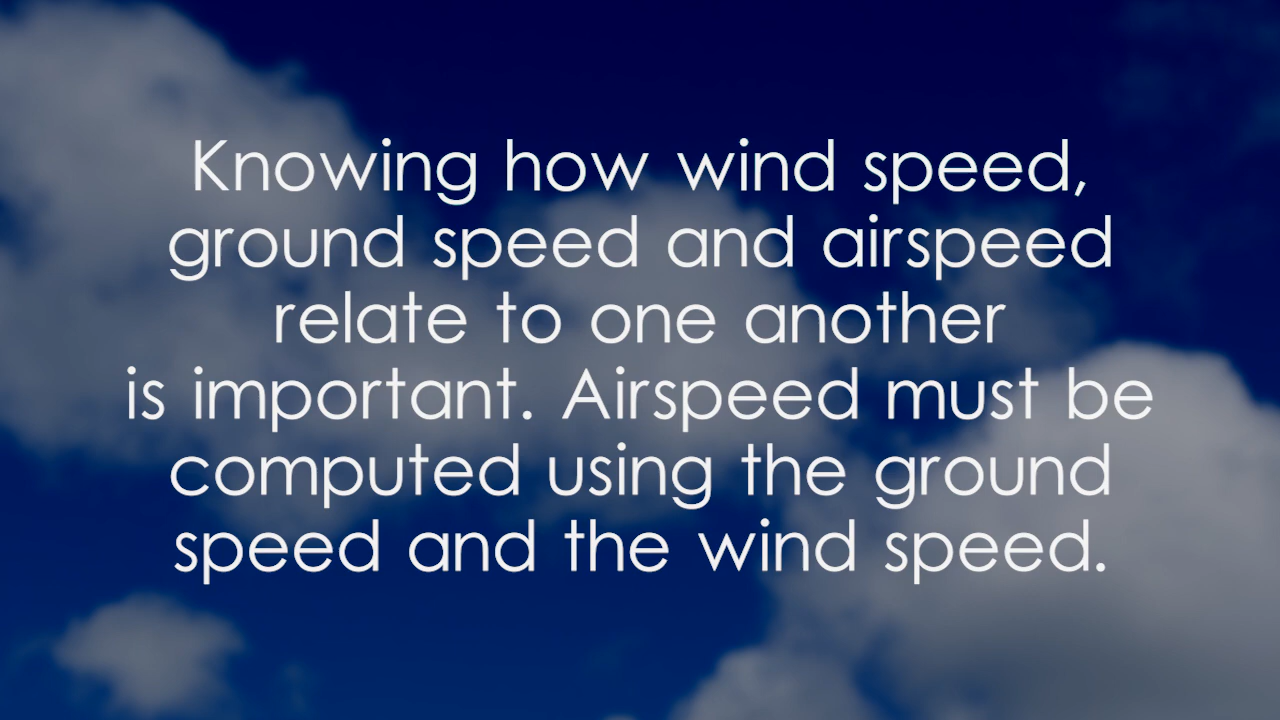 Knowing how wind speed,
ground speed and airspeed
relate to one another
is important. Airspeed must be
computed using the ground
speed and the wind speed.